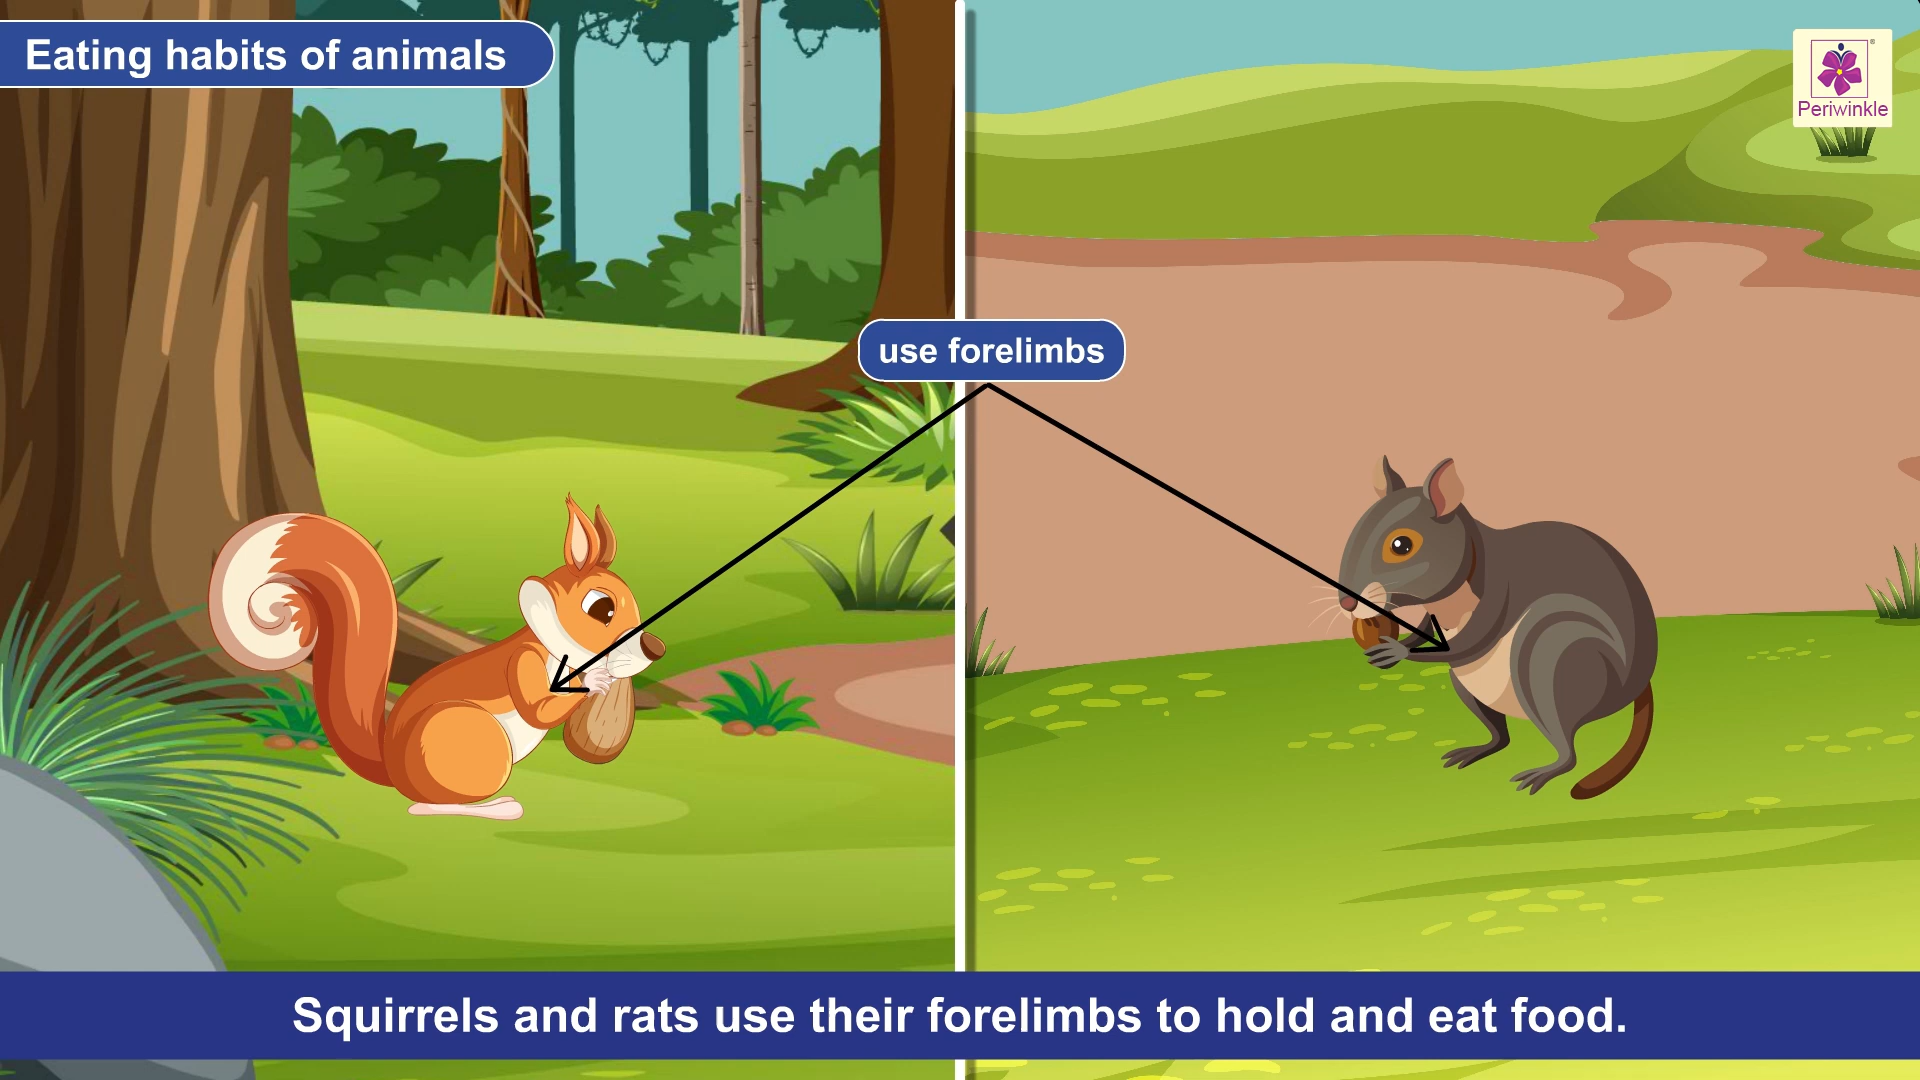 Eating habits of animals
®
Periwinkle
use forelimbs
Squirrels and rats use their forelimbs to hold and eat food.